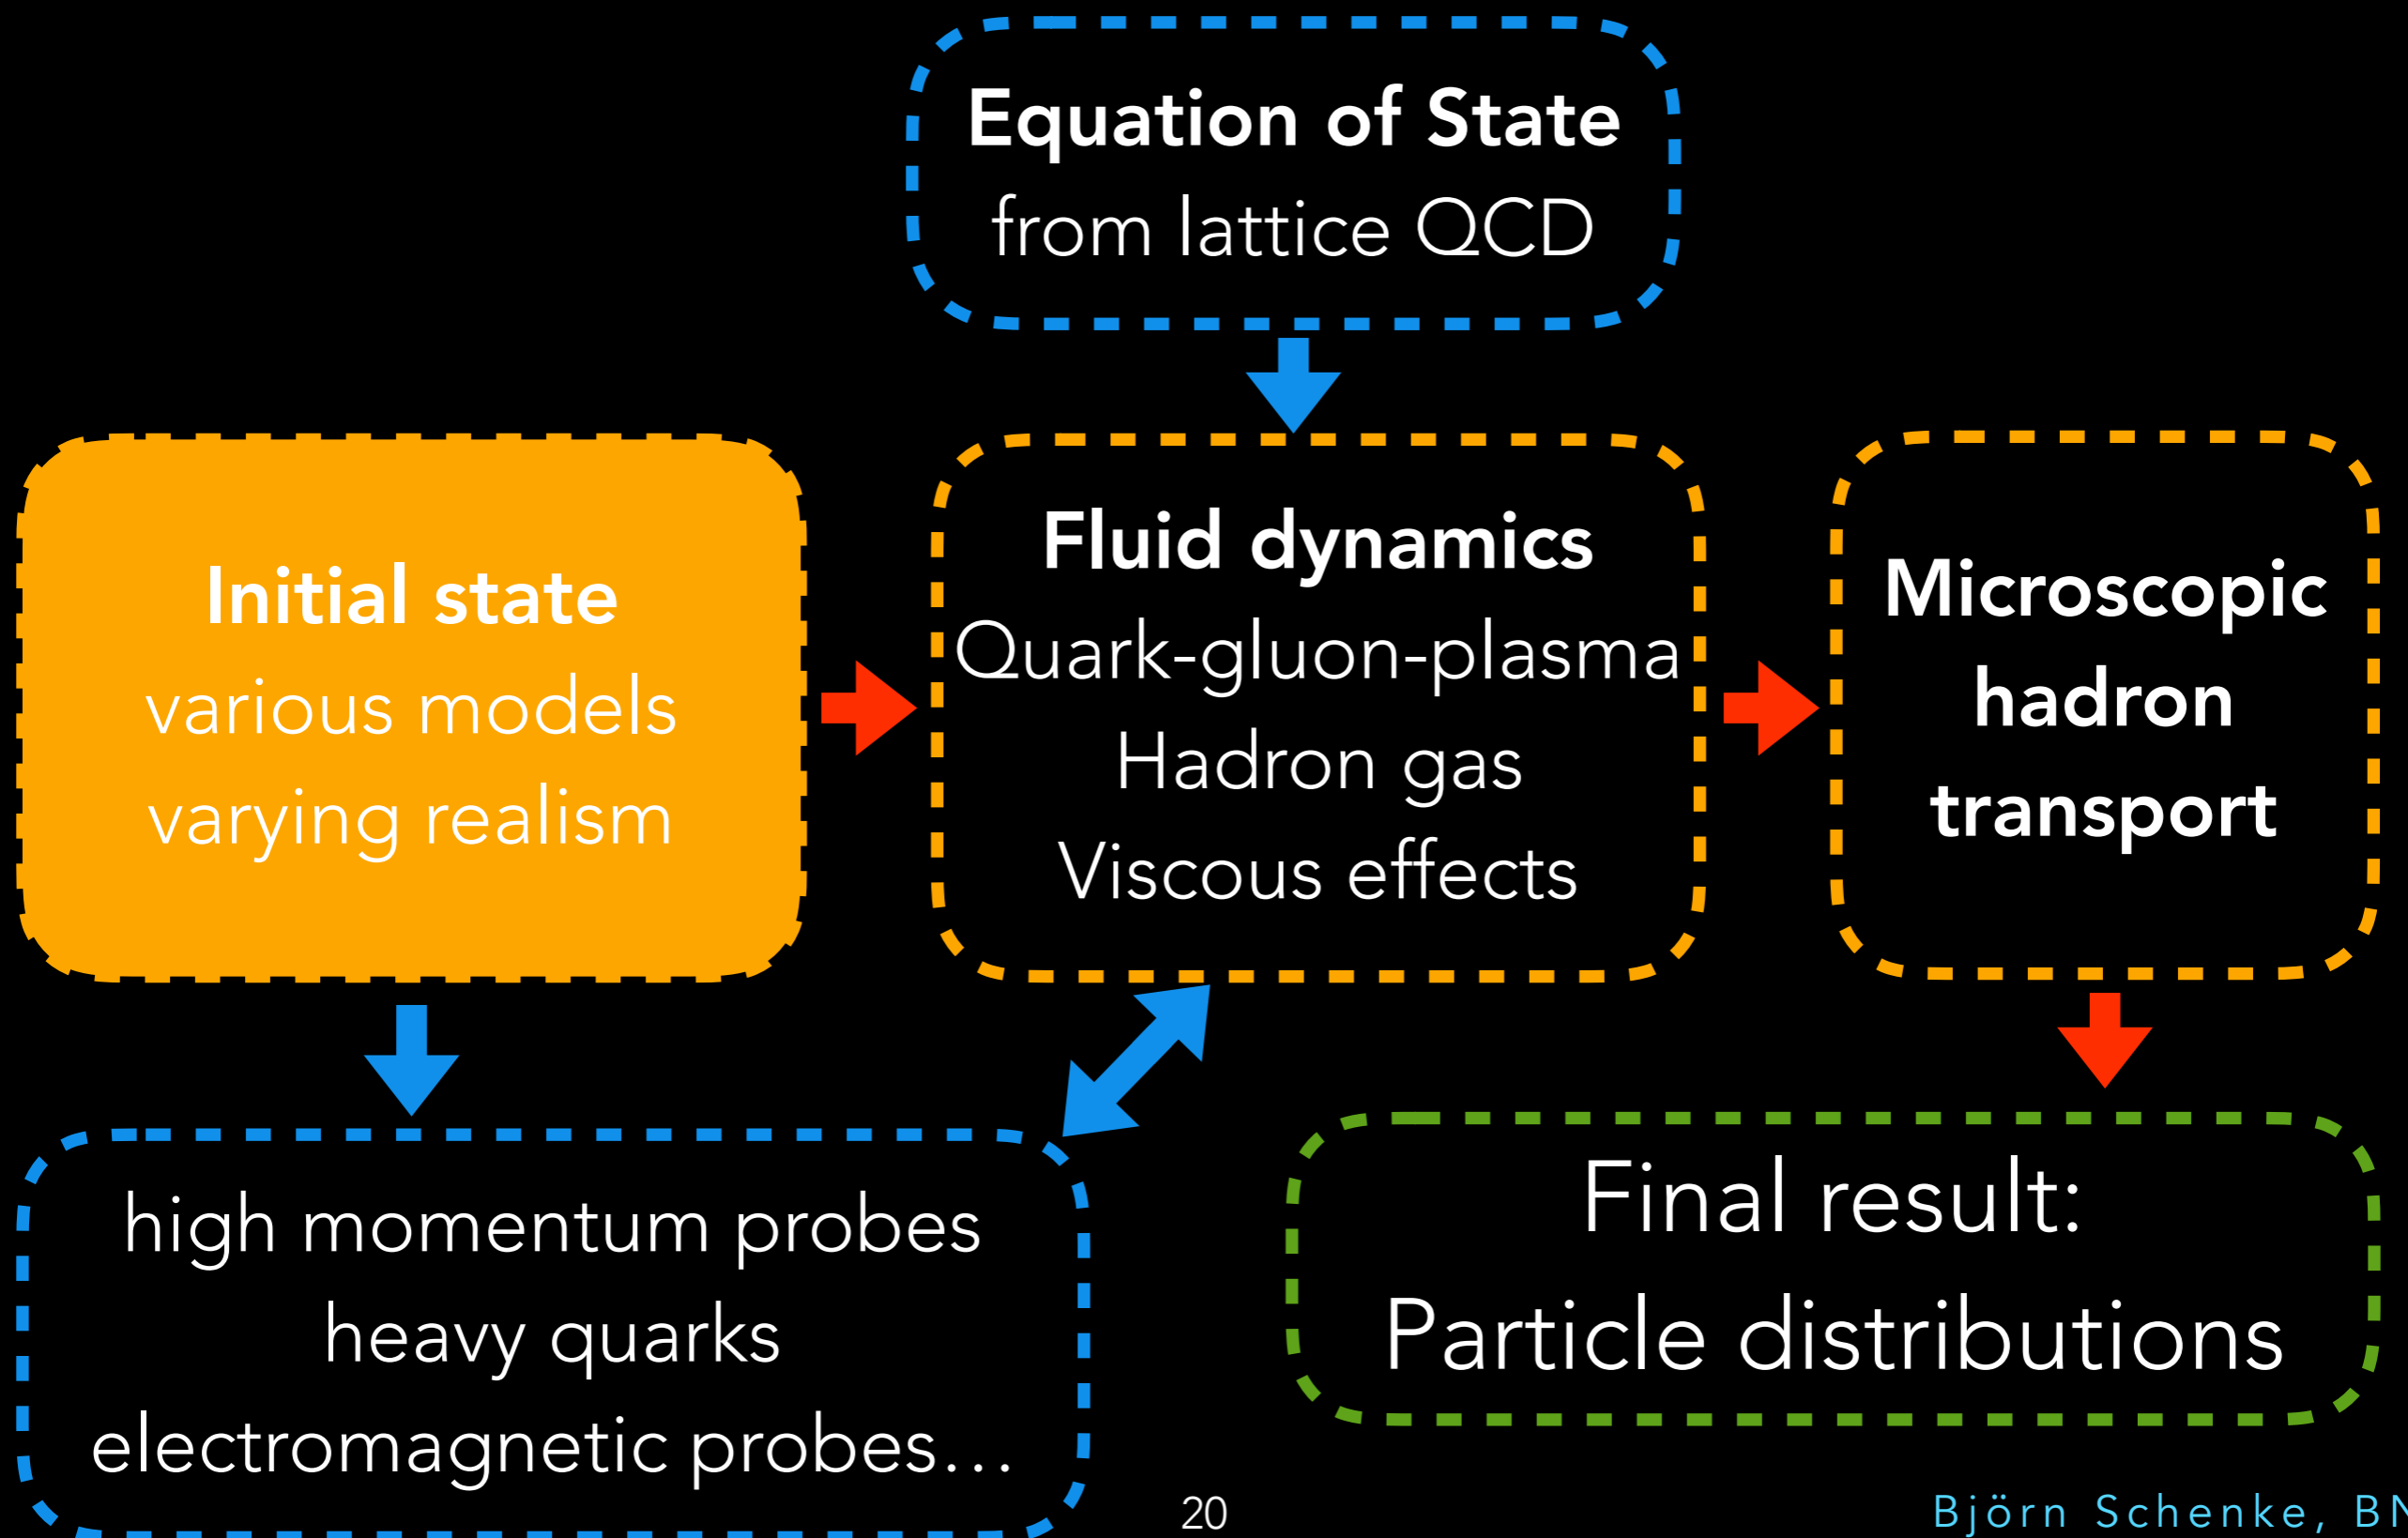 Equation of State
from lattice QCD
Initial state
various models
varying realism
Fluid dynamics
Quark-gluon-plasma
Hadron gas
Viscous effects
Microscopic
hadron
transport
high momentum probes
heavy quarks
electromagnetic probes…
Final result:
Particle distributions
20
Björn Schenke, BN